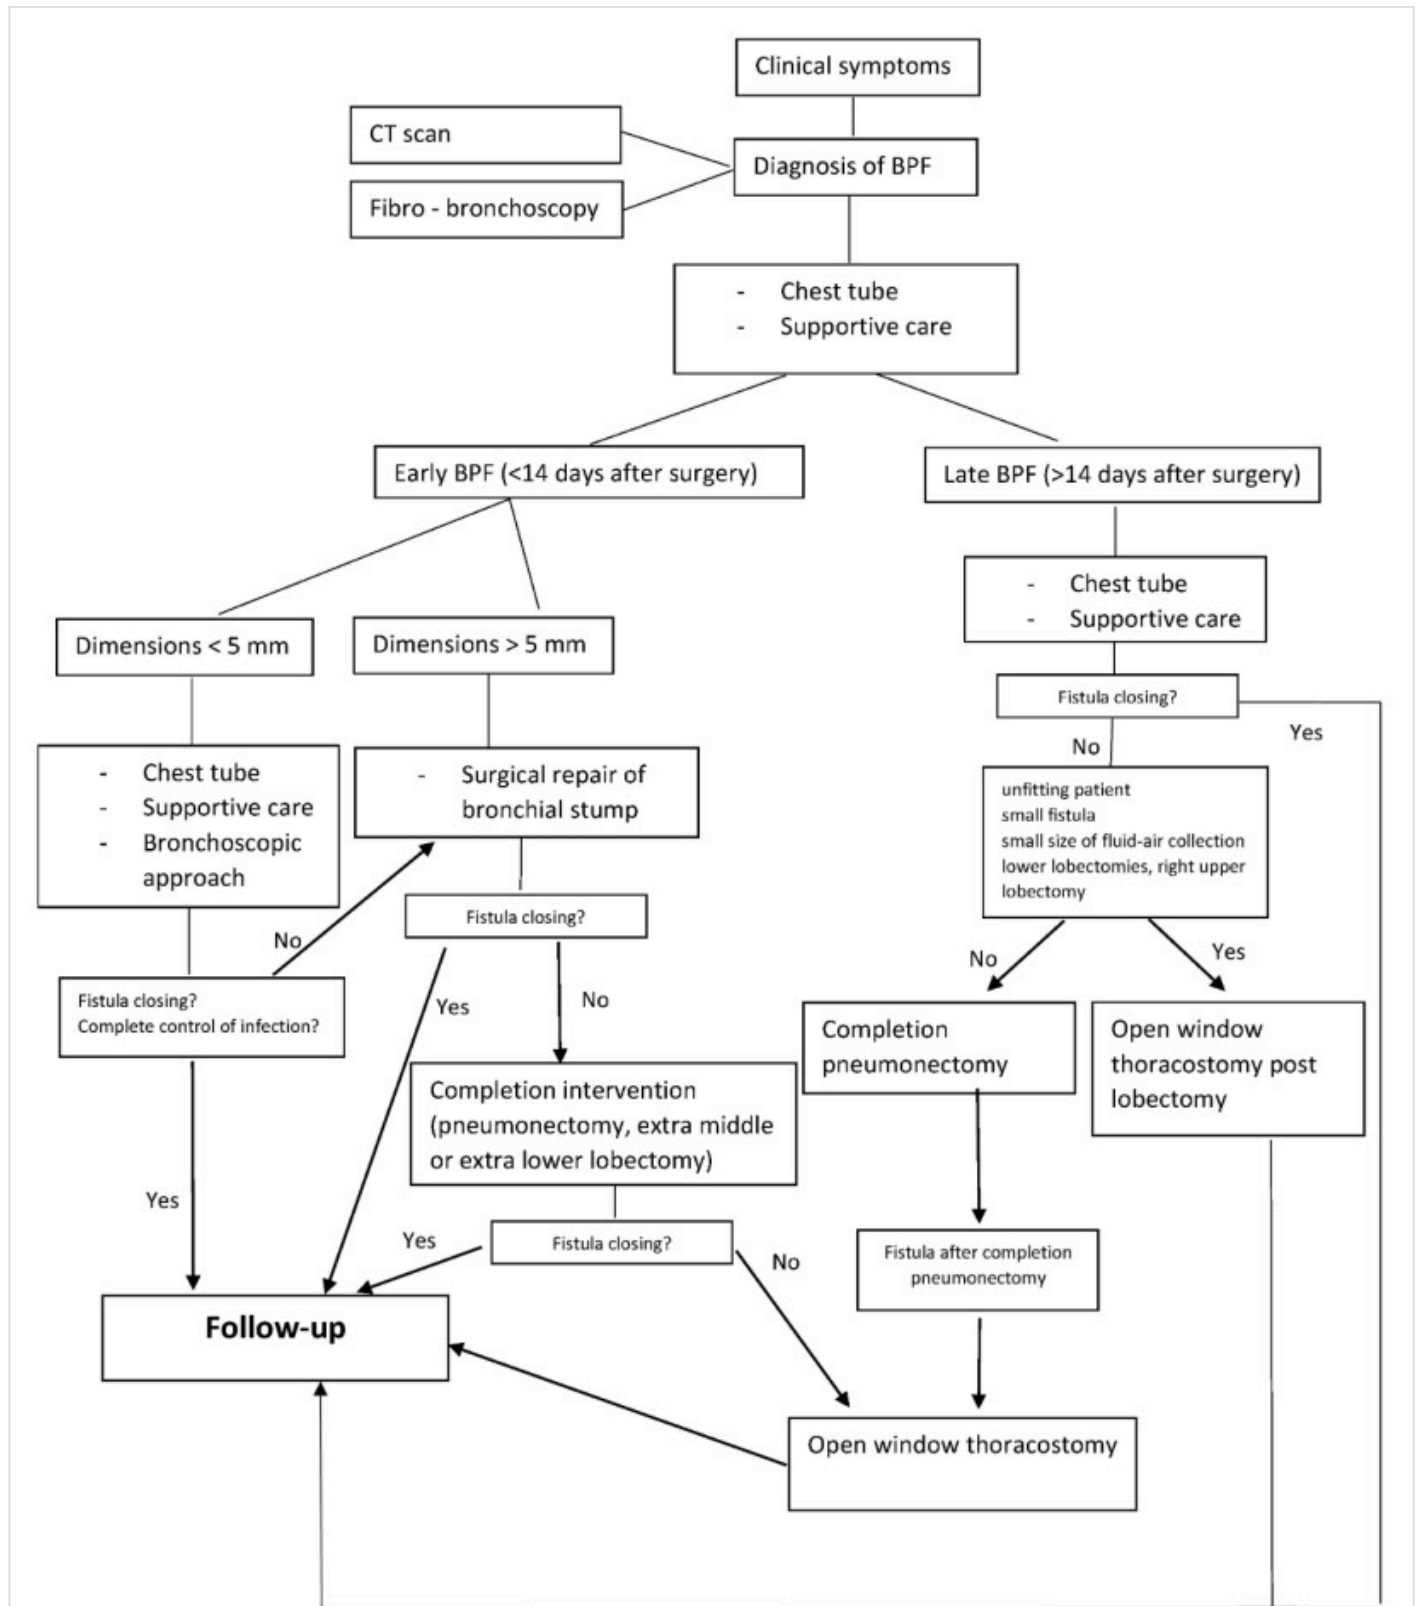 Clinical symptoms
CT scan
Diagnosis of BPF
Fibro - bronchoscopy
- Chest tube
- Supportive care
Early BPF (<14 days after surgery)
Late BPF (>14 days after surgery)
- Chest tube
- Supportive care
Dimensions < 5 mm
Dimensions > 5 mm
Fistula closing?
Yes
No
- Chest tube
- Supportive care
- Bronchoscopic
approach
- Surgical repair of
bronchial stump
unfitting patient
small fistula
small size of fluid-air collection
lower lobectomies, right upper
lobectomy
Fistula closing?
No
No
Yes
Fistula closing?
Complete control of infection?
Yes
No
Completion
pneumonectomy
Open window
thoracostomy post
lobectomy
Completion intervention
(pneumonectomy, extra middle
or extra lower lobectomy)
Yes
Yes
Fistula closing?
No
Fistula after completion
pneumonectomy
Follow-up
Open window thoracostomy